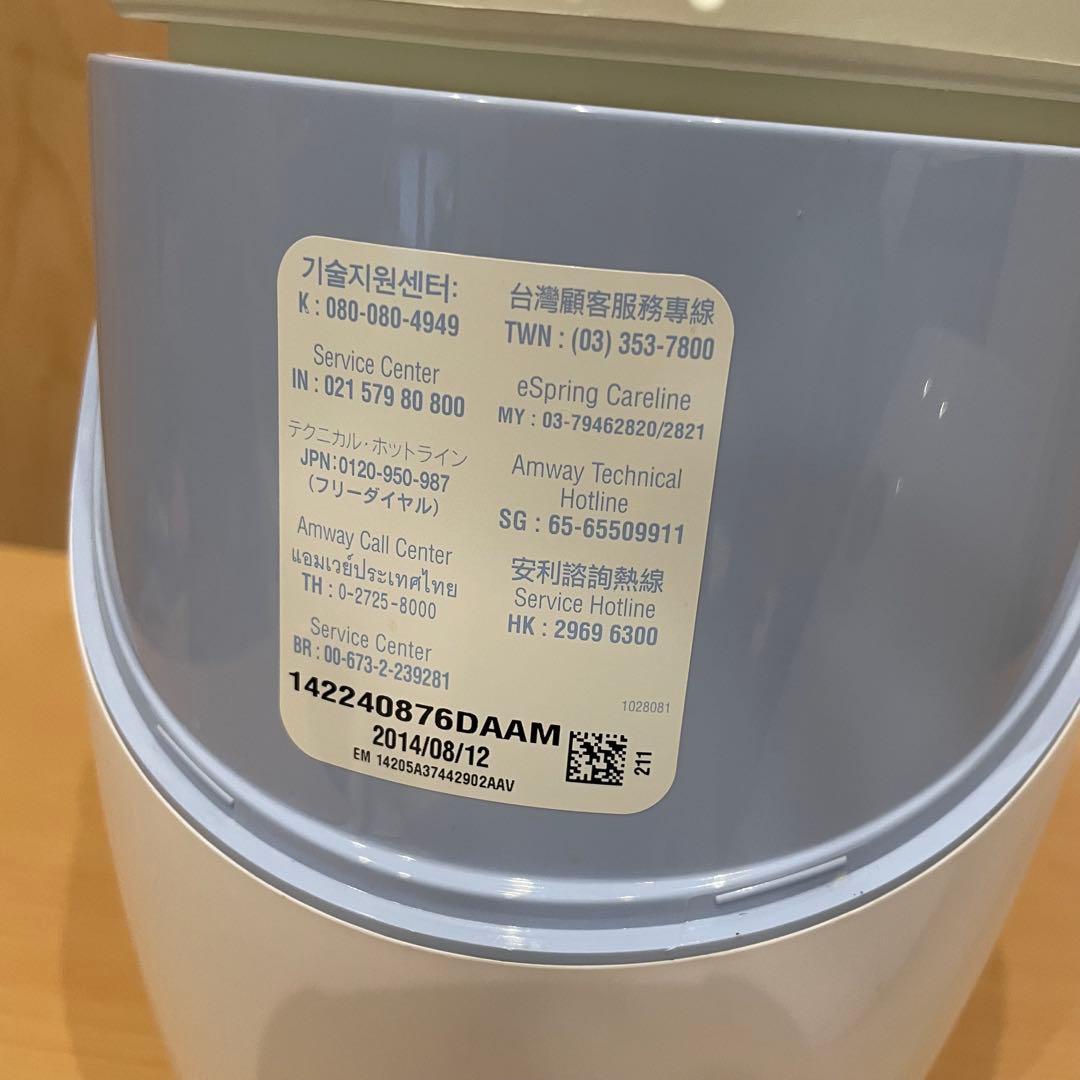 기술지원센터:
K : 080-080-4949
Service Center
IN : 021 579 80 800
テクニカル・ホットライン
JPN:0120-950-987
(フリーダイヤル)
Amway Call Center
แอมเวย์ประเทศไทย
TH : 0-2725-8000
Service Center
BR : 00-673-2-239281
台灣顧客服務專線
TWN : (03) 353-7800
eSpring Careline
MY : 03-79462820/2821
Amway Technical
Hotline
SG : 65-65509911
安利諮詢熱線
Service Hotline
HK : 2969 6300
1028081
142240876DAAM
2014/08/12
EM 14205A37442902AAV
211